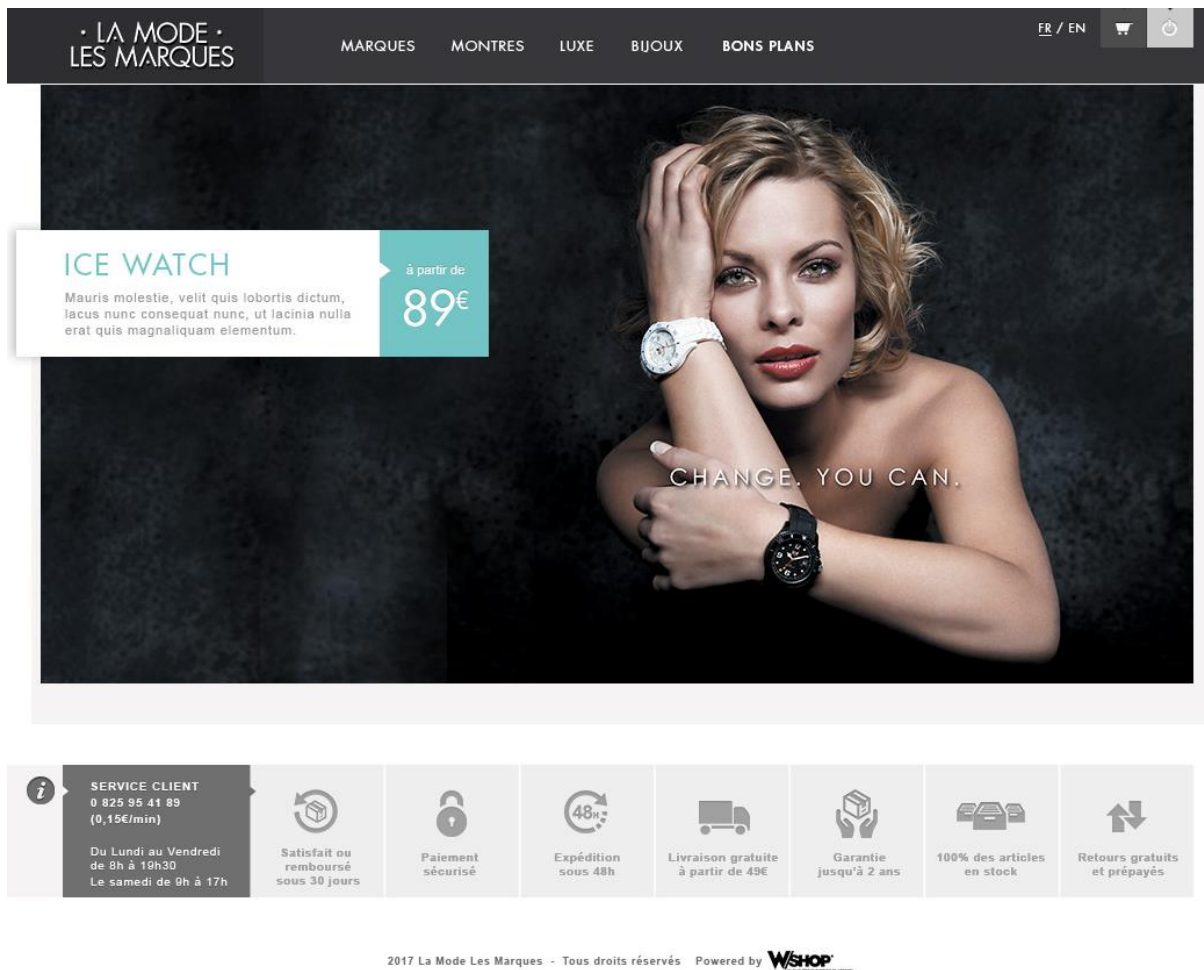 · LA MODE ·
LES MARQUES
MARQUES MONTRES LUXE BIJOUX BONS PLANS
FR / EN
ICE WATCH
Mauris molestie, velit quis lobortis dictum,
lacus nunc consequat nunc, ut lacinia nulla
erat quis magnaliquam elementum.
à partir de
89€
CHANGE. YOU CAN.
i
SERVICE CLIENT
0 825 95 41 89
(0,15€/min)
Du Lundi au Vendredi
de 8h à 19h30
Le samedi de 9h à 17h
Satisfait ou
remboursé
sous 30 jours
Paiement
sécurisé
48H
Expédition
sous 48h
Livraison gratuite
à partir de 49€
Garantie
jusqu'à 2 ans
100% des articles
en stock
Retours gratuits
et prépayés
2017 La Mode Les Marques - Tous droits réservés Powered by W/SHOP